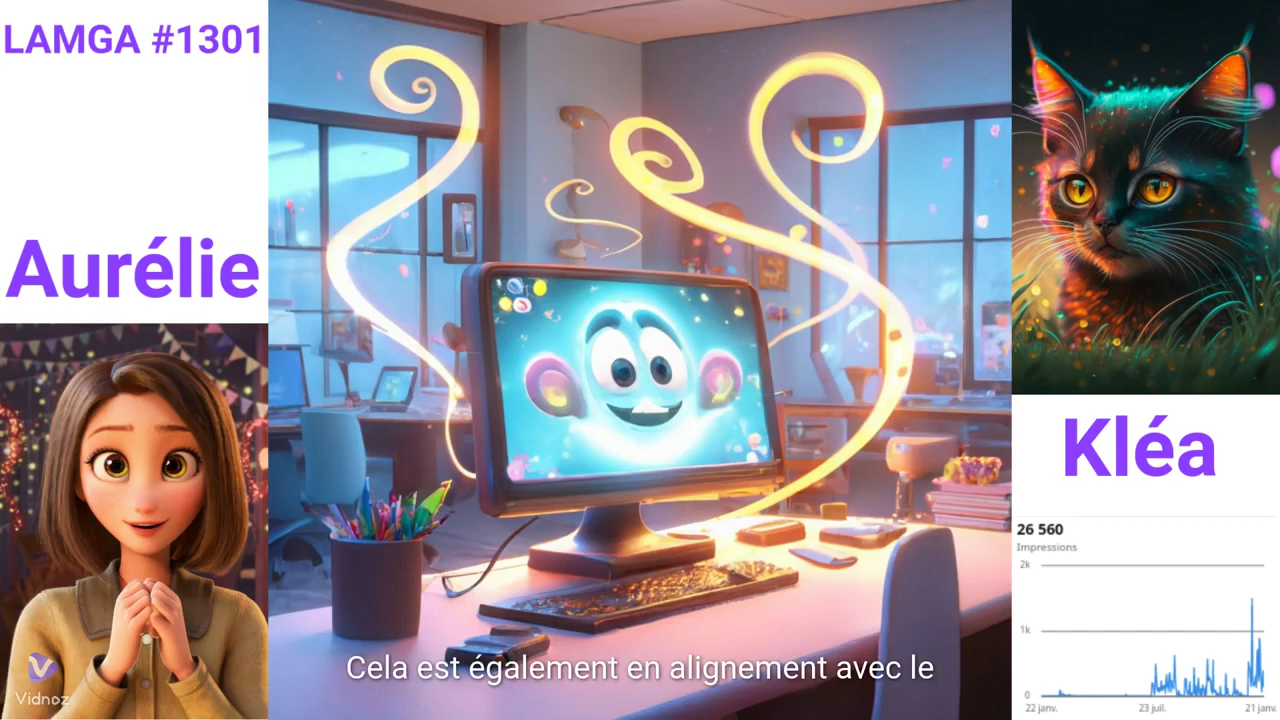 LAMGA #1301
Aurélie
Vidnoz
Cela est également en alignement avec le
Kléa
26 560
Impressions
2k
1k
0
22 janv. 23 juil. 21 janv.